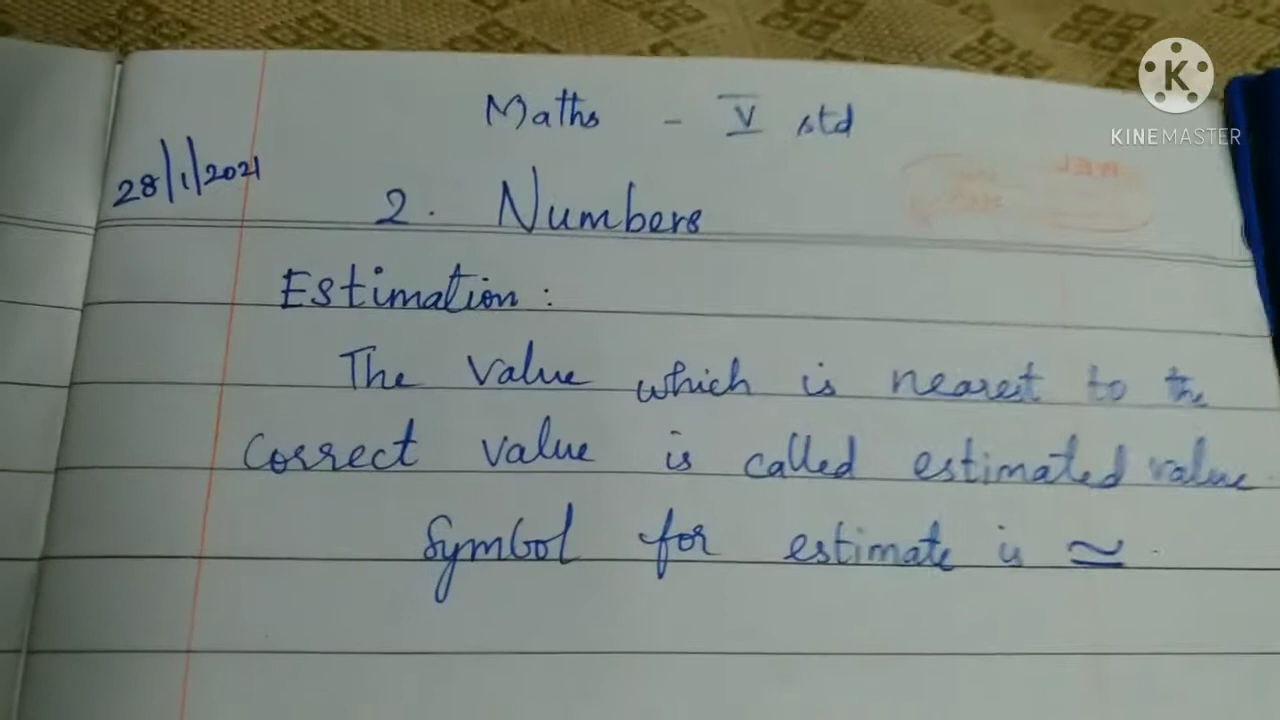 Maths - V std
28/1/2021
2. Numbers
Estimation :
The value which is nearest to the
correct value is called estimated value
Symbol for estimate is ≃.
K
KINEMASTER